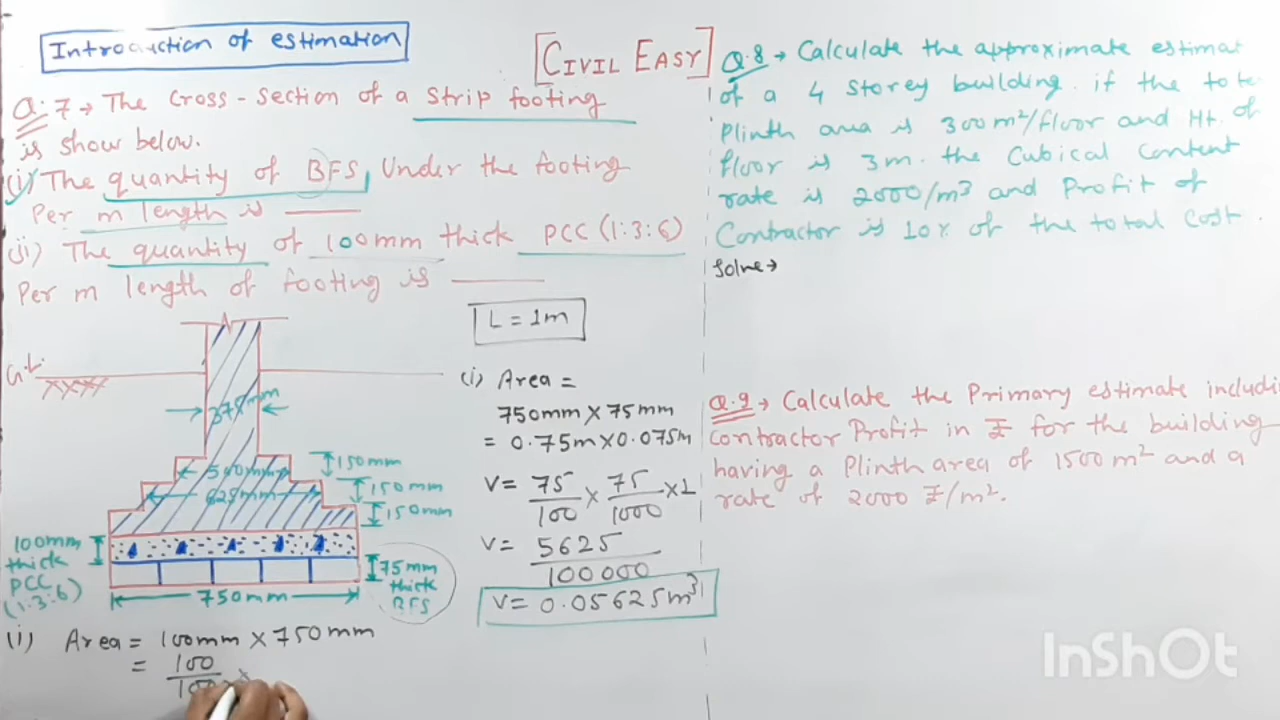 Introduction of estimation
[CIVIL EASY]
Q.7→ The cross-section of a strip footing
is show below.
(i) The quantity of BFS, Under the footing
Per m length is ———
(ii) The quantity of 100mm thick PCC (1:3:6)
Per m length of footing is ———
G.L.
375mm
500mm
625mm
150mm
150mm
150mm
100mm
thick
PCC
(1:3:6)
75mm
thick
BFS
750mm
(i) Area = 100mm × 750mm
= 100
L = 1m
(i) Area =
750mm × 75mm
= 0.75m × 0.075m
V = 75/100 × 75/1000 × 1
V = 5625/100000
V = 0.05625m³
Q.8→ Calculate the approximate estimat
of a 4 Storey building. if the tote
Plinth area is 300m²/floor and Ht. of
floor is 3m. the Cubical Content
rate is 2000/m³ and Profit of
Contractor is 10% of the total Cost.
Solve→
Q.9→ Calculate the Primary estimate includi
Contractor Profit in ₹ for the building
having a Plinth area of 1500 m² and a
rate of 2000 ₹/m².
InShOt